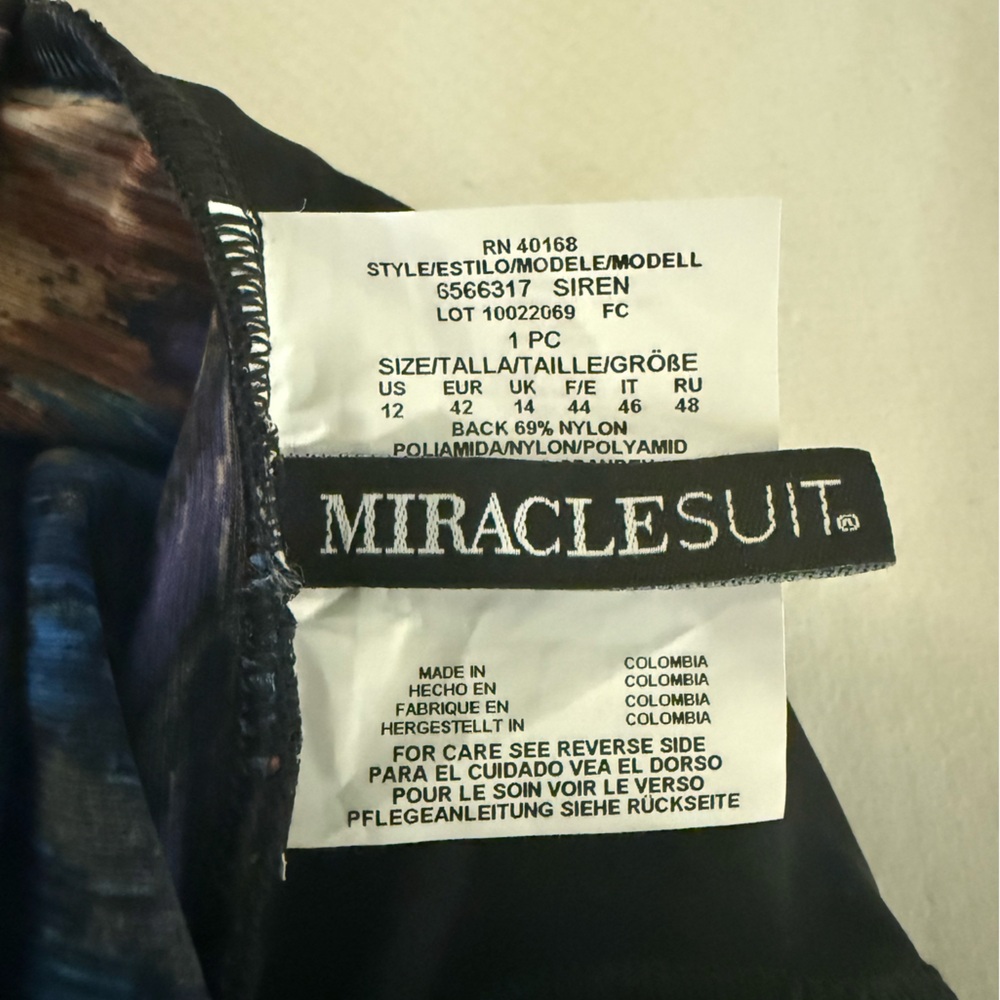 RN 40168
STYLE/ESTILO/MODELE/MODELL
6566317 SIREN
LOT 10022069 FC
1 PC
SIZE/TALLA/TAILLE/GRÖßE
US EUR UK F/E IT RU
12 42 14 44 46 48
BACK 69% NYLON
POLIAMIDA/NYLON/POLYAMID
MIRACLESUIT®
MADE IN COLOMBIA
HECHO EN COLOMBIA
FABRIQUE EN COLOMBIA
HERGESTELLT IN COLOMBIA
FOR CARE SEE REVERSE SIDE
PARA EL CUIDADO VEA EL DORSO
POUR LE SOIN VOIR LE VERSO
PFLEGEANLEITUNG SIEHE RÜCKSEITE